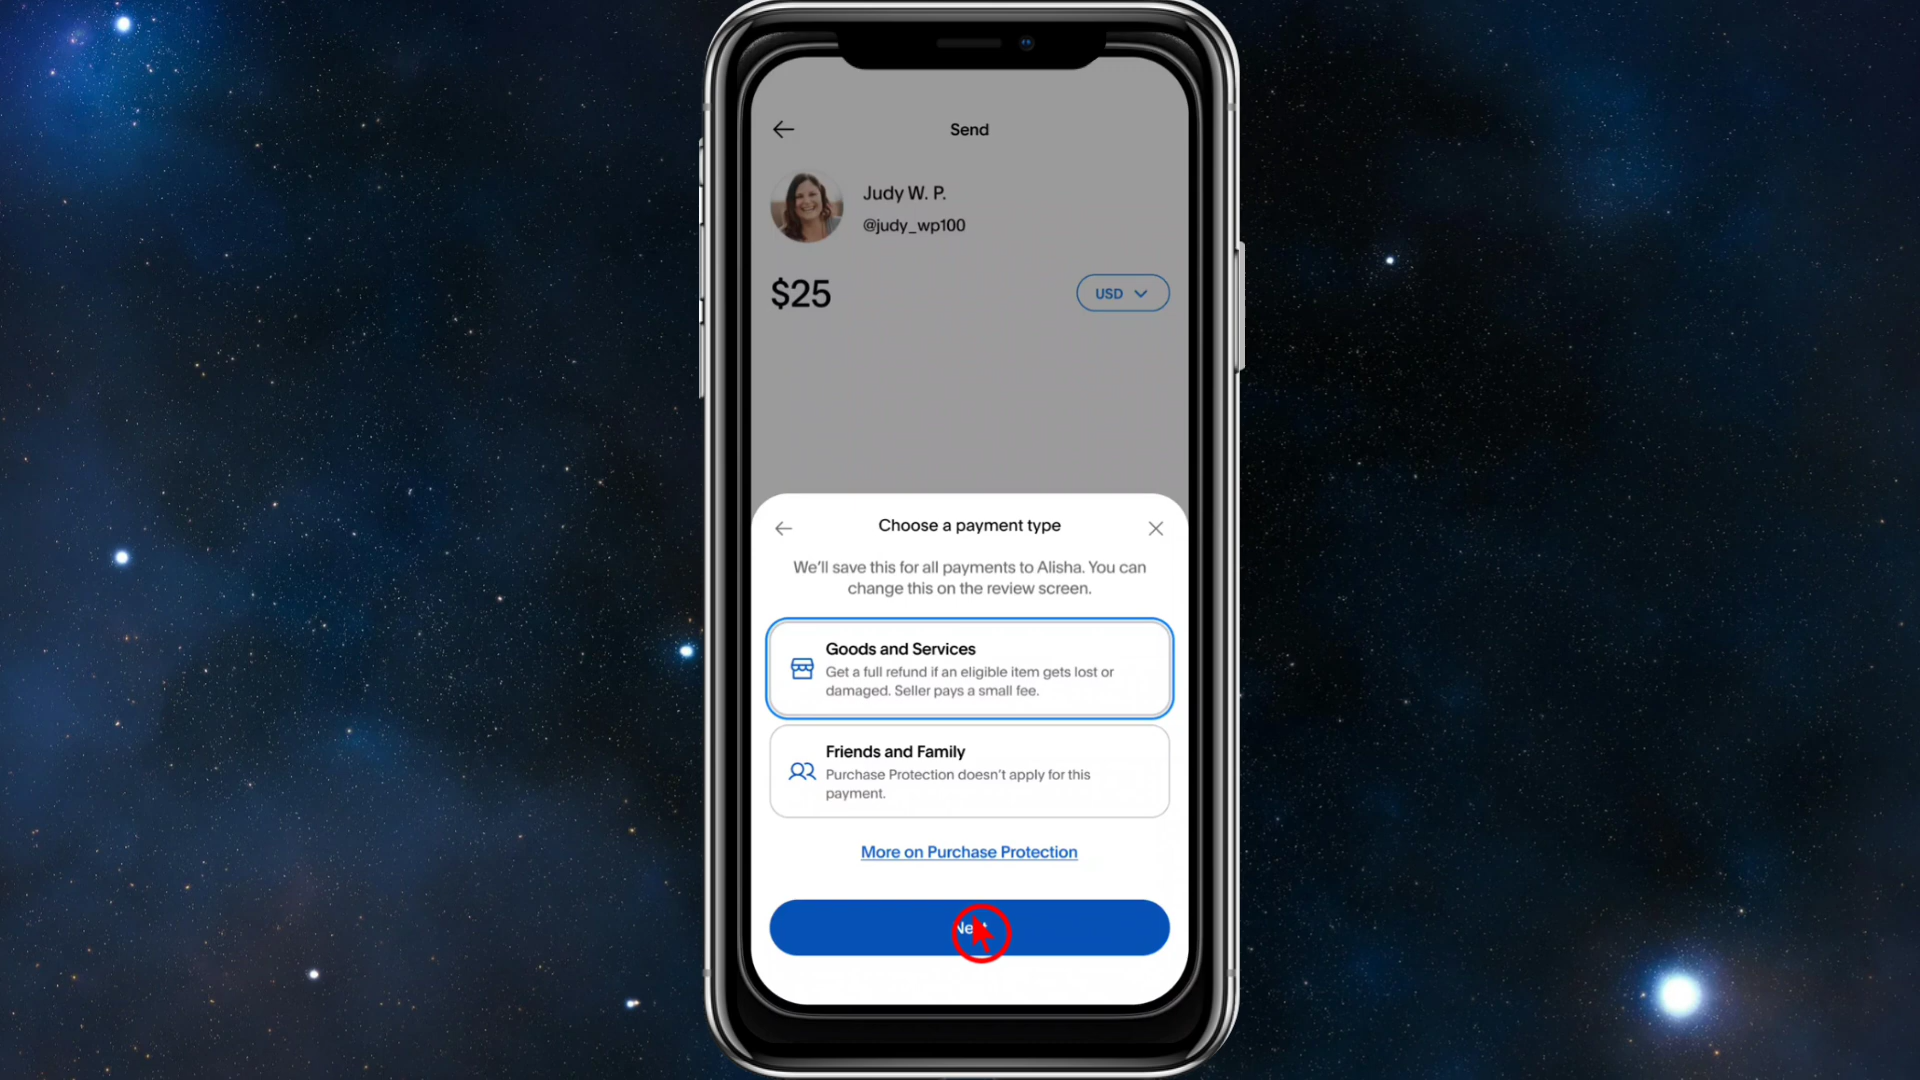 Send
Judy W. P.
@judy_wp100
$25
USD
Choose a payment type
We'll save this for all payments to Alisha. You can
change this on the review screen.
Goods and Services
Get a full refund if an eligible item gets lost or
damaged. Seller pays a small fee.
Friends and Family
Purchase Protection doesn't apply for this
payment.
More on Purchase Protection